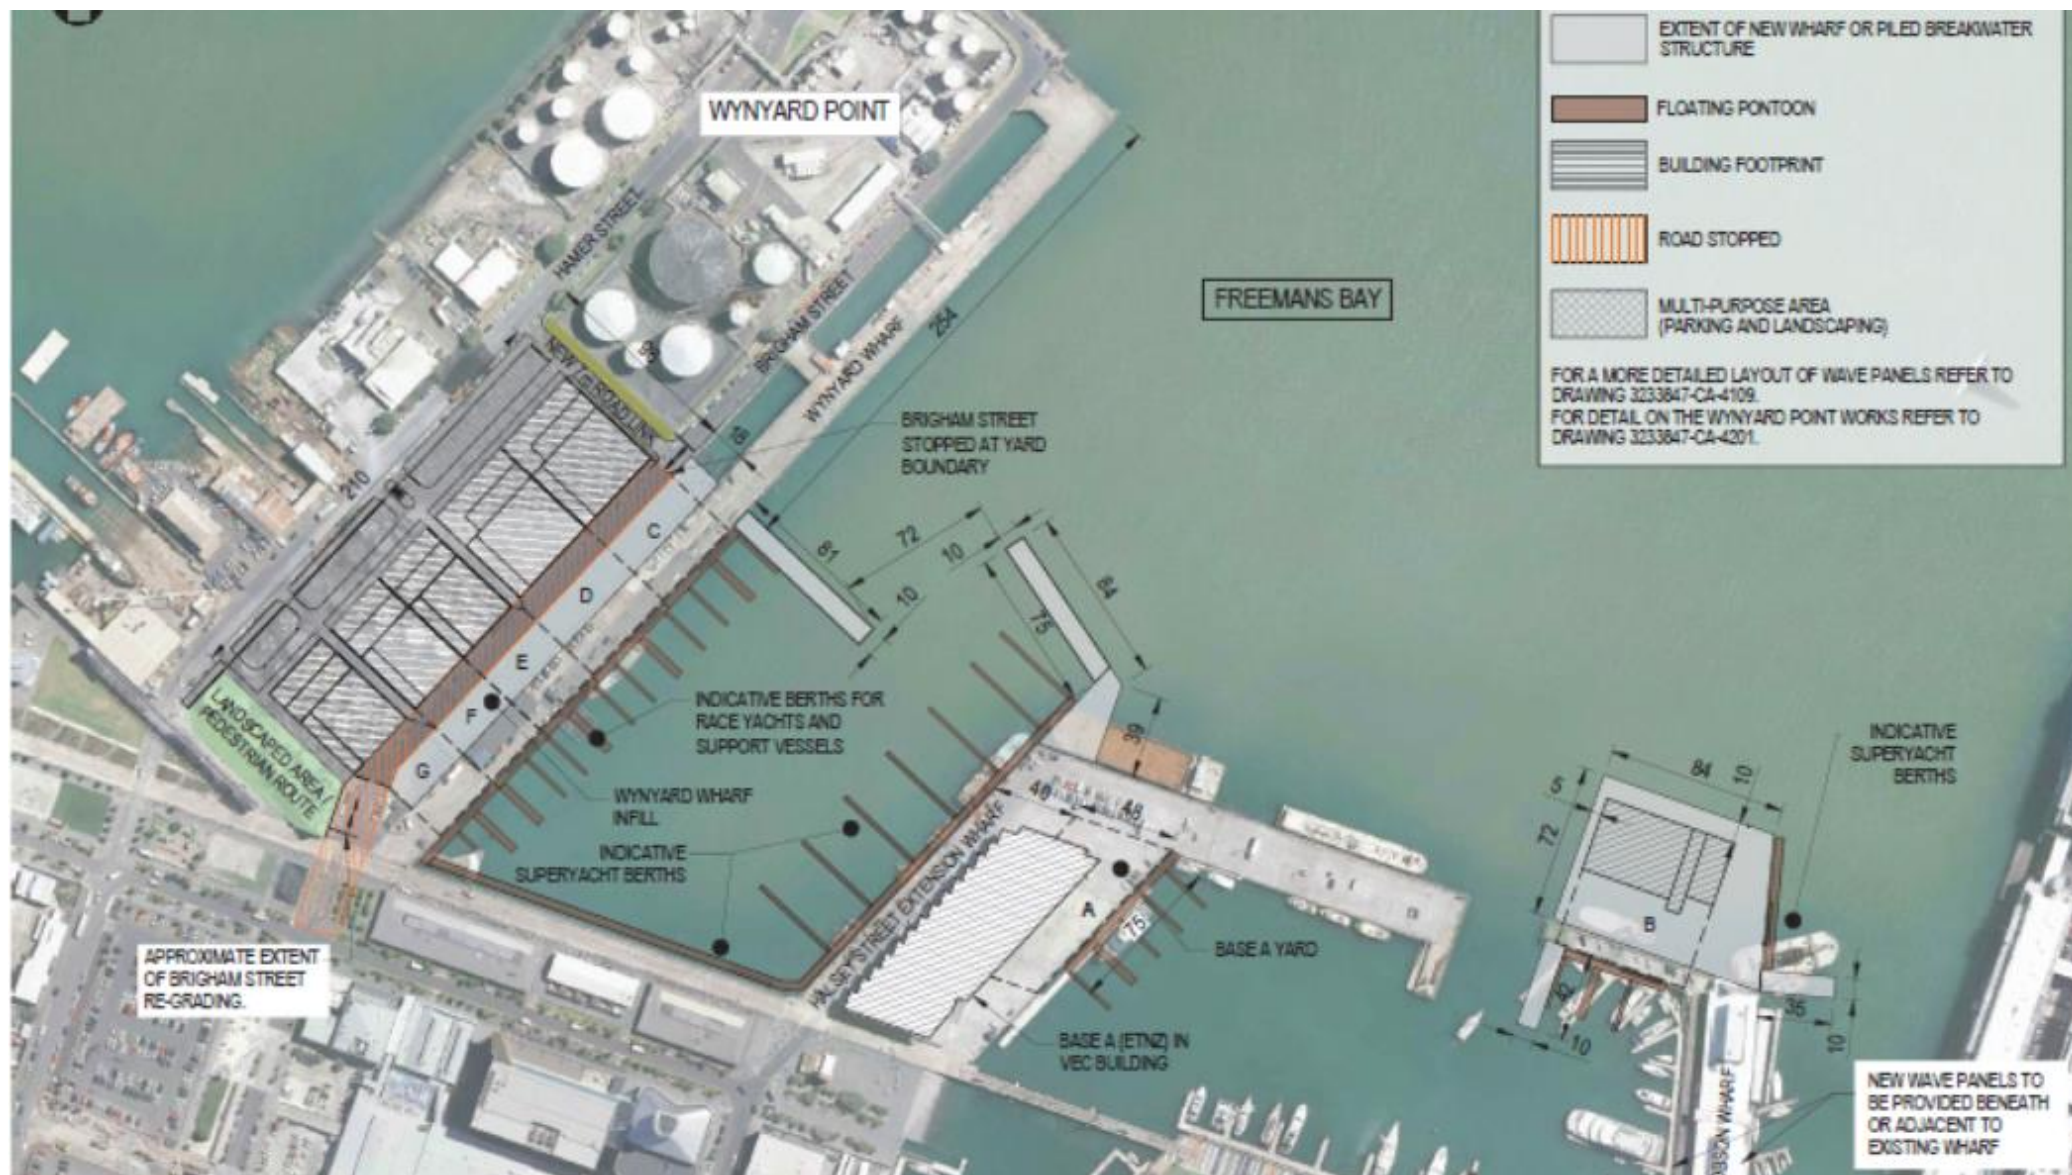 EXTENT OF NEW WHARF OR PILED BREAKWATER
STRUCTURE
FLOATING PONTOON
BUILDING FOOTPRINT
ROAD STOPPED
MULTI-PURPOSE AREA
(PARKING AND LANDSCAPING)
FOR A MORE DETAILED LAYOUT OF WAVE PANELS REFER TO
DRAWING 3233847-CA-4109.
FOR DETAIL ON THE WYNYARD POINT WORKS REFER TO
DRAWING 3233847-CA-4201.
WYNYARD POINT
HAMER STREET
BRIGHAM STREET
WYNYARD WHARF
254
FREEMANS BAY
210
BRIGHAM STREET
STOPPED AT YARD
BOUNDARY
C
D
E
F
G
81
72
10
10
84
75
39
INDICATIVE BERTHS FOR
RACE YACHTS AND
SUPPORT VESSELS
WYNYARD WHARF
INFILL
INDICATIVE
SUPERYACHT BERTHS
LANDSCAPED AREA/
PEDESTRIAN ROUTE
APPROXIMATE EXTENT
OF BRIGHAM STREET
RE-GRADING.
HALSEY STREET EXTENSION WHARF
48
A
75
BASE A YARD
BASE A (ETNZ) IN
VEC BUILDING
INDICATIVE
SUPERYACHT
BERTHS
84
10
5
72
B
10
35
10
NEW WAVE PANELS TO
BE PROVIDED BENEATH
OR ADJACENT TO
EXISTING WHARF